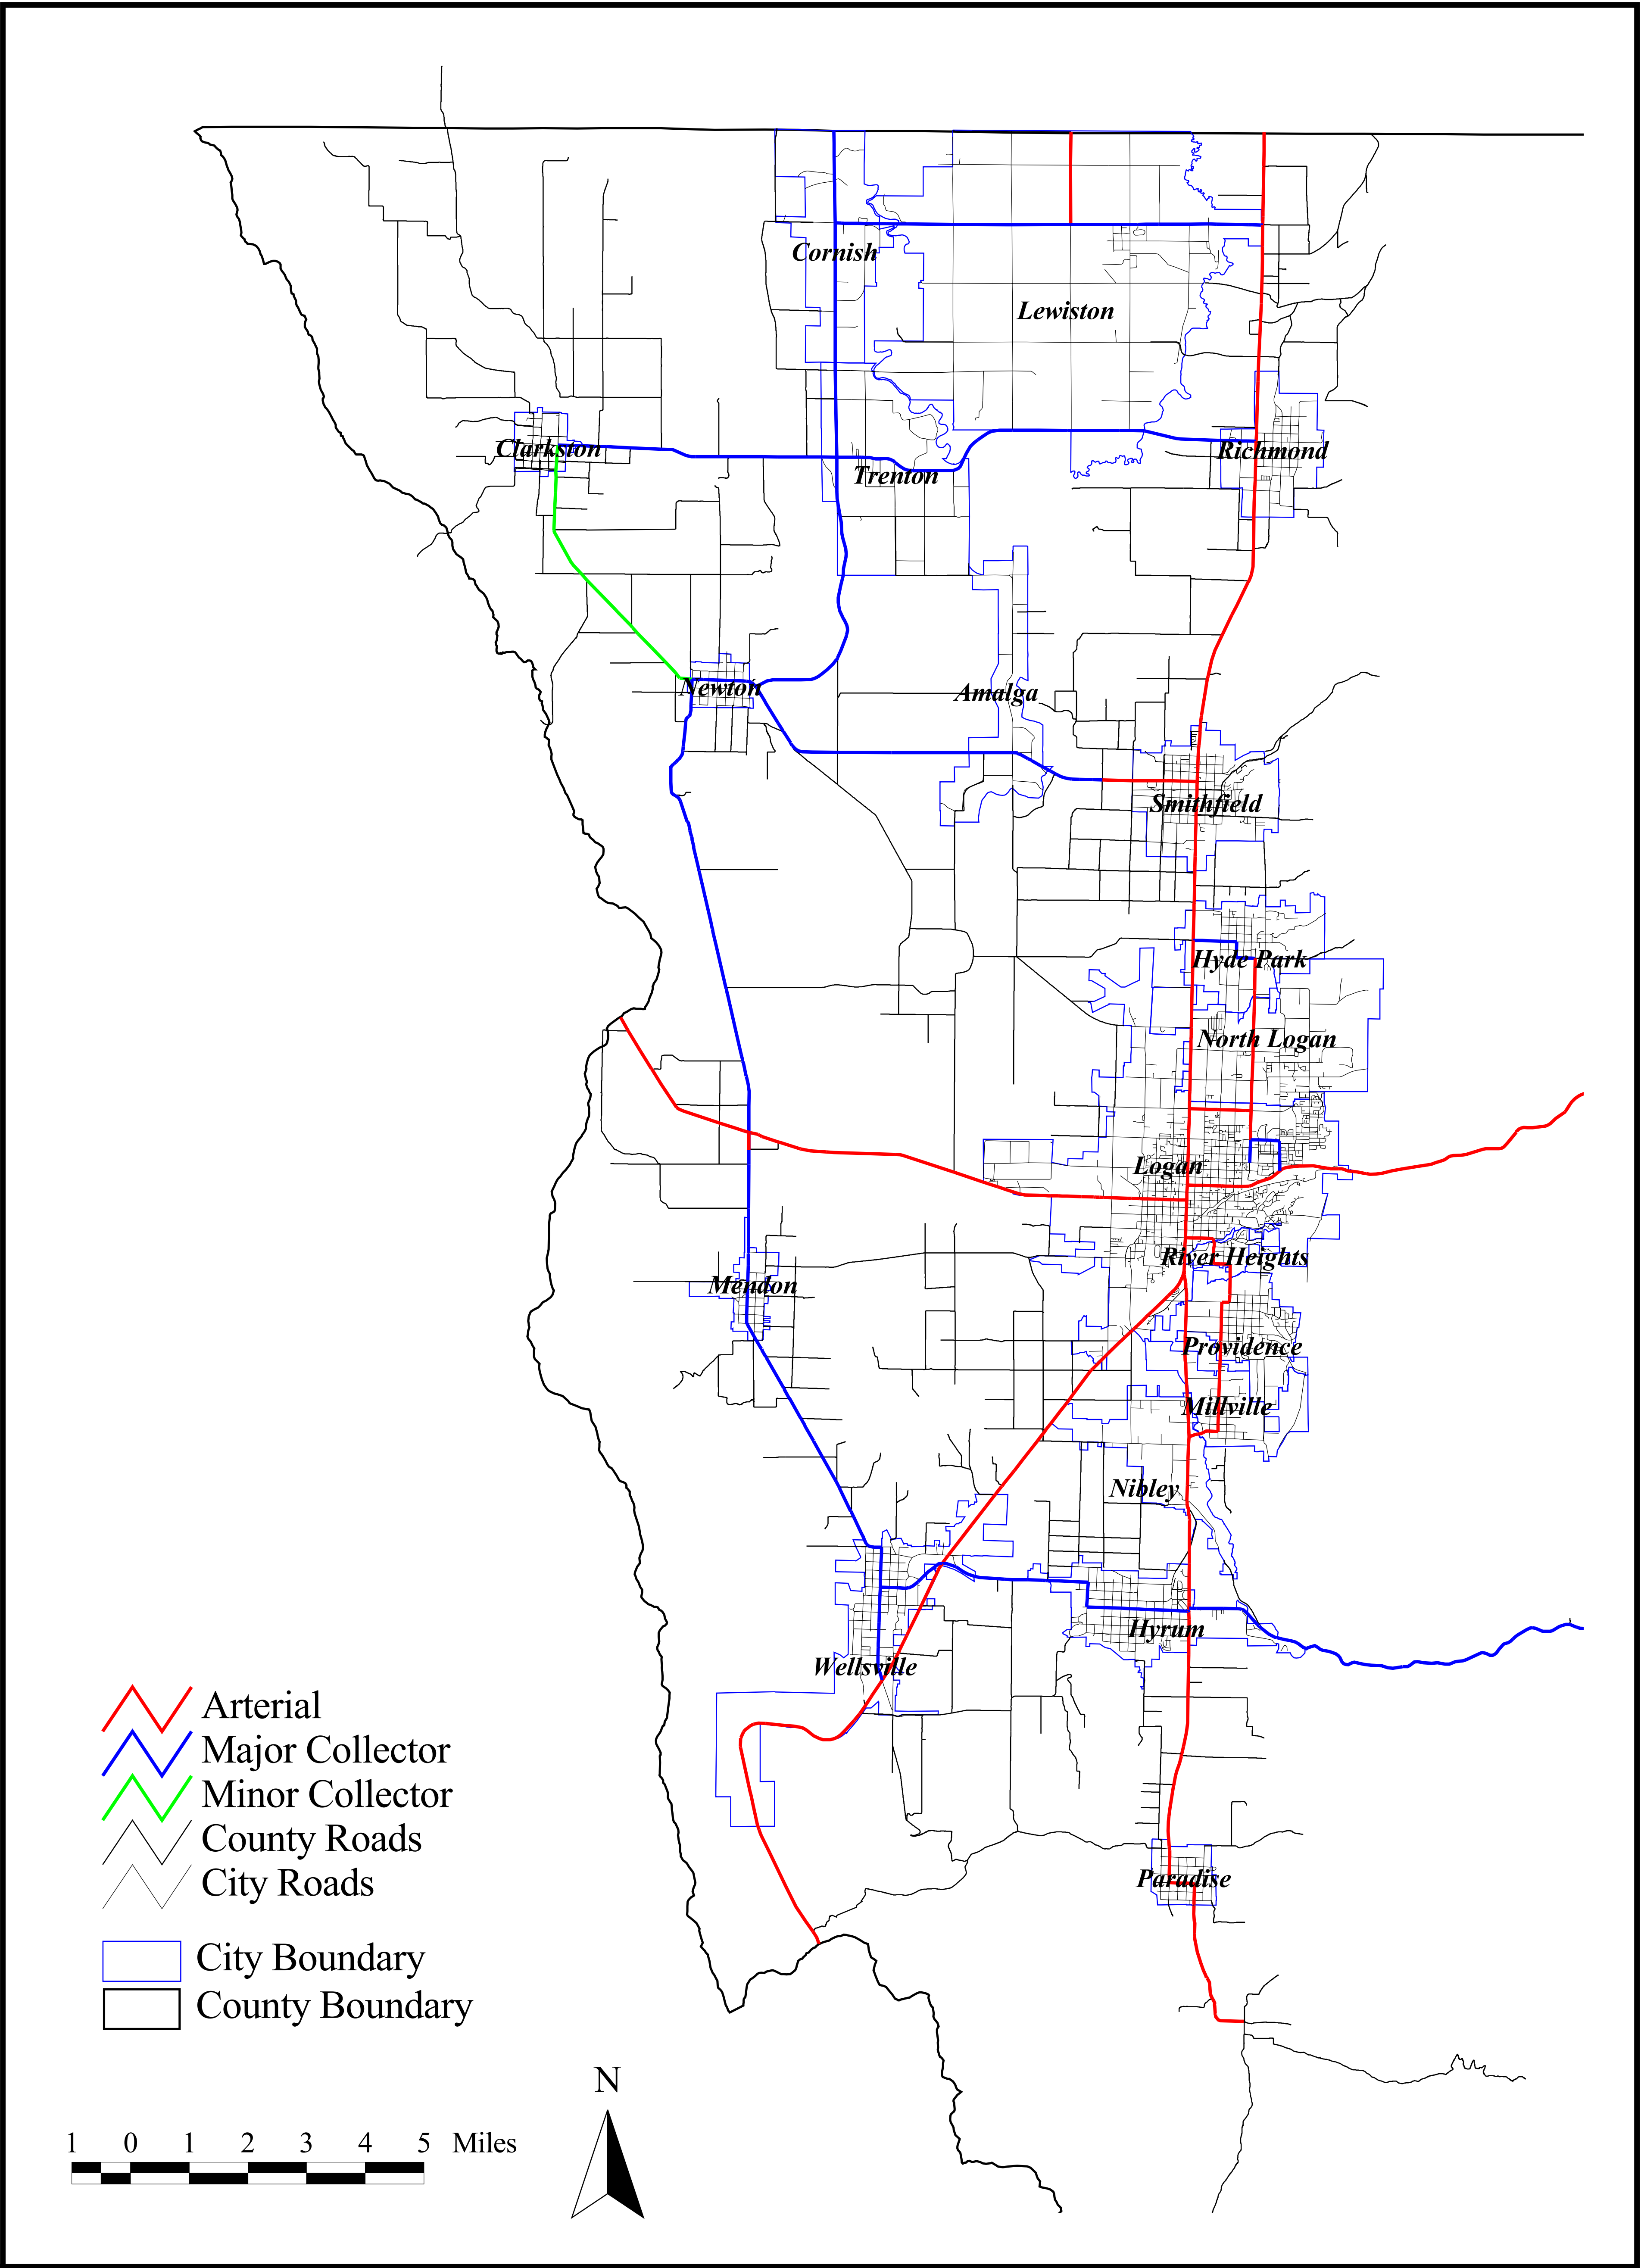 Cornish
Lewiston
Clarkston
Richmond
Trenton
Newton
Amalga
Smithfield
Hyde Park
North Logan
Logan
River Heights
Mendon
Providence
Millville
Nibley
Hyrum
Wellsville
Arterial
Major Collector
Minor Collector
County Roads
City Roads
Paradise
City Boundary
County Boundary
N
1 0 1 2 3 4 5 Miles